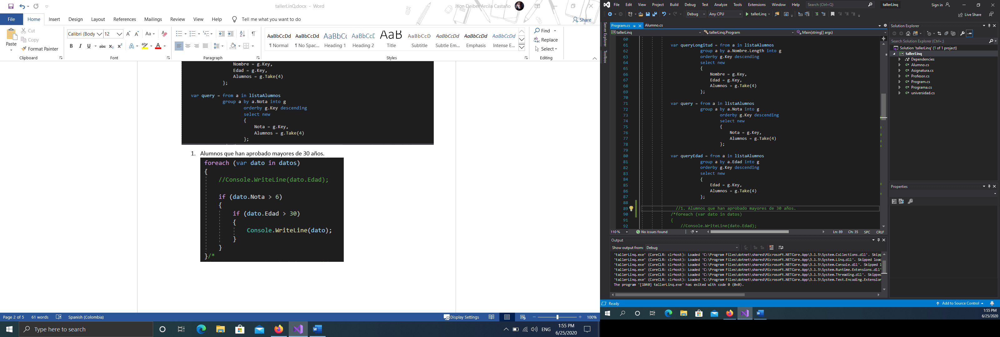 tallerLinQ.docx - Word
Jhon Deiber Arcila Castaño
File Home Insert Design Layout References Mailings Review View Help Tell me what you want to do
Share
Paste
Cut
Copy
Format Painter
Clipboard
Calibri (Body 12
Aa
B I U abc x₂ x² A ab A
Font
Paragraph
AaBbCcDd AaBbCcDd AaBbCc AaBbCcD AaB AaBbCcD AaBbCcDd AaBbCcDd AaBbCcDd
¶ Normal ¶ No Spac... Heading 1 Heading 2 Title Subtitle Subtle Em... Emphasis Intense E...
Styles
Find
Replace
Select
Editing
Nombre = g.Key,
Edad = g.Key,
Alumnos = g.Take(4)
};
var query = from a in listaAlumnos
group a by a.Nota into g
orderby g.Key descending
select new
{
Nota = g.Key,
Alumnos = g.Take(4)
};
1. Alumnos que han aprobado mayores de 30 años.
foreach (var dato in datos)
{
//Console.WriteLine(dato.Edad);
if (dato.Nota > 6)
{
if (dato.Edad > 30)
{
Console.WriteLine(dato);
}
}
}/*
Page 2 of 5 61 words Spanish (Colombia) Display Settings 100%
Type here to search
ENG
1:55 PM
6/25/2020
File Edit View Project Build Debug Test Analyze Tools Extensions Window Help Search (Ctrl+Q) tallerLinq Sign in
Debug Any CPU tallerLinq Live Share
Server Explorer
Toolbox
Program.cs Alumno.cs
tallerLinq tallerLinq.Program Main(string[] args)
60
61 var queryLongitud = from a in listaAlumnos
62 group a by a.Nombre.Length into g
63 orderby g.Key descending
64 select new
65 {
66 Nombre = g.Key,
67 Edad = g.Key,
68 Alumnos = g.Take(4)
69 };
70
71 var query = from a in listaAlumnos
72 group a by a.Nota into g
73 orderby g.Key descending
74 select new
75 {
76 Nota = g.Key,
77 Alumnos = g.Take(4)
78 };
79
80 var queryEdad = from a in listaAlumnos
81 group a by a.Edad into g
82 orderby g.Key descending
83 select new
84 {
85 Edad = g.Key,
86 Alumnos = g.Take(4)
87 };
88
89 //1. Alumnos que han aprobado mayores de 30 años.
90 /*foreach (var dato in datos)
91 {
92 //Console.WriteLine(dato.Edad);
110 % No issues found Ln: 89 Ch: 35 SPC CRLF
Output
Show output from: Debug
'tallerLinq.exe' (CoreCLR: clrhost): Loaded 'C:\Program Files\dotnet\shared\Microsoft.NETCore.App\3.1.5\System.Collections.dll'. Skipp
'tallerLinq.exe' (CoreCLR: clrhost): Loaded 'C:\Program Files\dotnet\shared\Microsoft.NETCore.App\3.1.5\System.Linq.dll'. Skipped load
'tallerLinq.exe' (CoreCLR: clrhost): Loaded 'C:\Program Files\dotnet\shared\Microsoft.NETCore.App\3.1.5\System.Console.dll'. Skipped l
'tallerLinq.exe' (CoreCLR: clrhost): Loaded 'C:\Program Files\dotnet\shared\Microsoft.NETCore.App\3.1.5\System.Runtime.Extensions.dll'
'tallerLinq.exe' (CoreCLR: clrhost): Loaded 'C:\Program Files\dotnet\shared\Microsoft.NETCore.App\3.1.5\System.Threading.dll'. Skipped
'tallerLinq.exe' (CoreCLR: clrhost): Loaded 'C:\Program Files\dotnet\shared\Microsoft.NETCore.App\3.1.5\System.Text.Encoding.Extension
The program '[1840] tallerLinq.exe' has exited with code 0 (0x0).
Solution Explorer
Search Solution Explorer (Ctrl+;)
Solution 'tallerLinq' (1 of 1 project)
tallerLinq
Dependencies
C# Alumno.cs
C# Asignatura.cs
C# Profesor.cs
C# Program.cs
C# Programa.cs
C# universidad.cs
Properties
Ready Add to Source Control
1:55 PM
6/25/2020